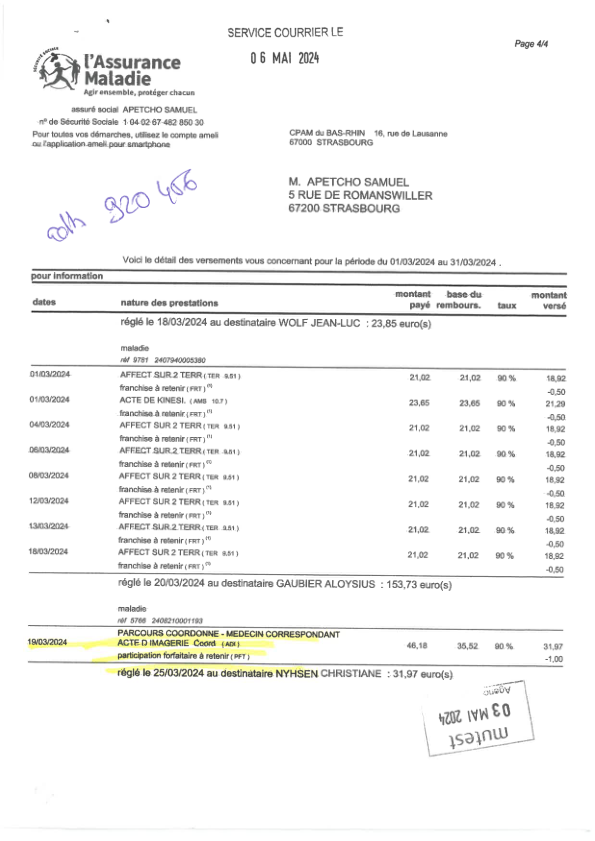 SERVICE COURRIER LE
06 MAI 2024
Page 4/4
SÉCURITÉ SOCIALE
l'Assurance
Maladie
Agir ensemble, protéger chacun
assuré social APETCHO SAMUEL
n° de Sécurité Sociale 1 04 02 67 482 850 30
Pour toutes vos démarches, utilisez le compte ameli
ou l'application ameli pour smartphone
CPAM du BAS-RHIN 16, rue de Lausanne
67000 STRASBOURG
M. APETCHO SAMUEL
5 RUE DE ROMANSWILLER
67200 STRASBOURG
adh 920 456
Voici le détail des versements vous concernant pour la période du 01/03/2024 au 31/03/2024 .
pour information
dates nature des prestations montant payé base du rembours. taux montant versé
réglé le 18/03/2024 au destinataire WOLF JEAN-LUC : 23,85 euro(s)
maladie
réf 9781 2407940005380
01/03/2024 AFFECT SUR 2 TERR ( TER 9.51 ) 21,02 21,02 90 % 18,92
franchise à retenir ( FRT ) (1) -0,50
01/03/2024 ACTE DE KINESI. ( AMS 10.7 ) 23,65 23,65 90 % 21,29
franchise à retenir ( FRT ) (1) -0,50
04/03/2024 AFFECT SUR 2 TERR ( TER 9.51 ) 21,02 21,02 90 % 18,92
franchise à retenir ( FRT ) (1) -0,50
06/03/2024 AFFECT SUR 2 TERR ( TER 9.51 ) 21,02 21,02 90 % 18,92
franchise à retenir ( FRT ) (1) -0,50
08/03/2024 AFFECT SUR 2 TERR ( TER 9.51 ) 21,02 21,02 90 % 18,92
franchise à retenir ( FRT ) (1) -0,50
12/03/2024 AFFECT SUR 2 TERR ( TER 9.51 ) 21,02 21,02 90 % 18,92
franchise à retenir ( FRT ) (1) -0,50
13/03/2024 AFFECT SUR 2 TERR ( TER 9.51 ) 21,02 21,02 90 % 18,92
franchise à retenir ( FRT ) (1) -0,50
18/03/2024 AFFECT SUR 2 TERR ( TER 9.51 ) 21,02 21,02 90 % 18,92
franchise à retenir ( FRT ) (1) -0,50
réglé le 20/03/2024 au destinataire GAUBIER ALOYSIUS : 153,73 euro(s)
maladie
réf 5766 2408210001193
PARCOURS COORDONNE - MEDECIN CORRESPONDANT
19/03/2024 ACTE D IMAGERIE Coord ( ADI ) 46,18 35,52 90 % 31,97
participation forfaitaire à retenir ( PFT ) -1,00
réglé le 25/03/2024 au destinataire NYHSEN CHRISTIANE : 31,97 euro(s)
mutest
03 MAI 2024
Agence